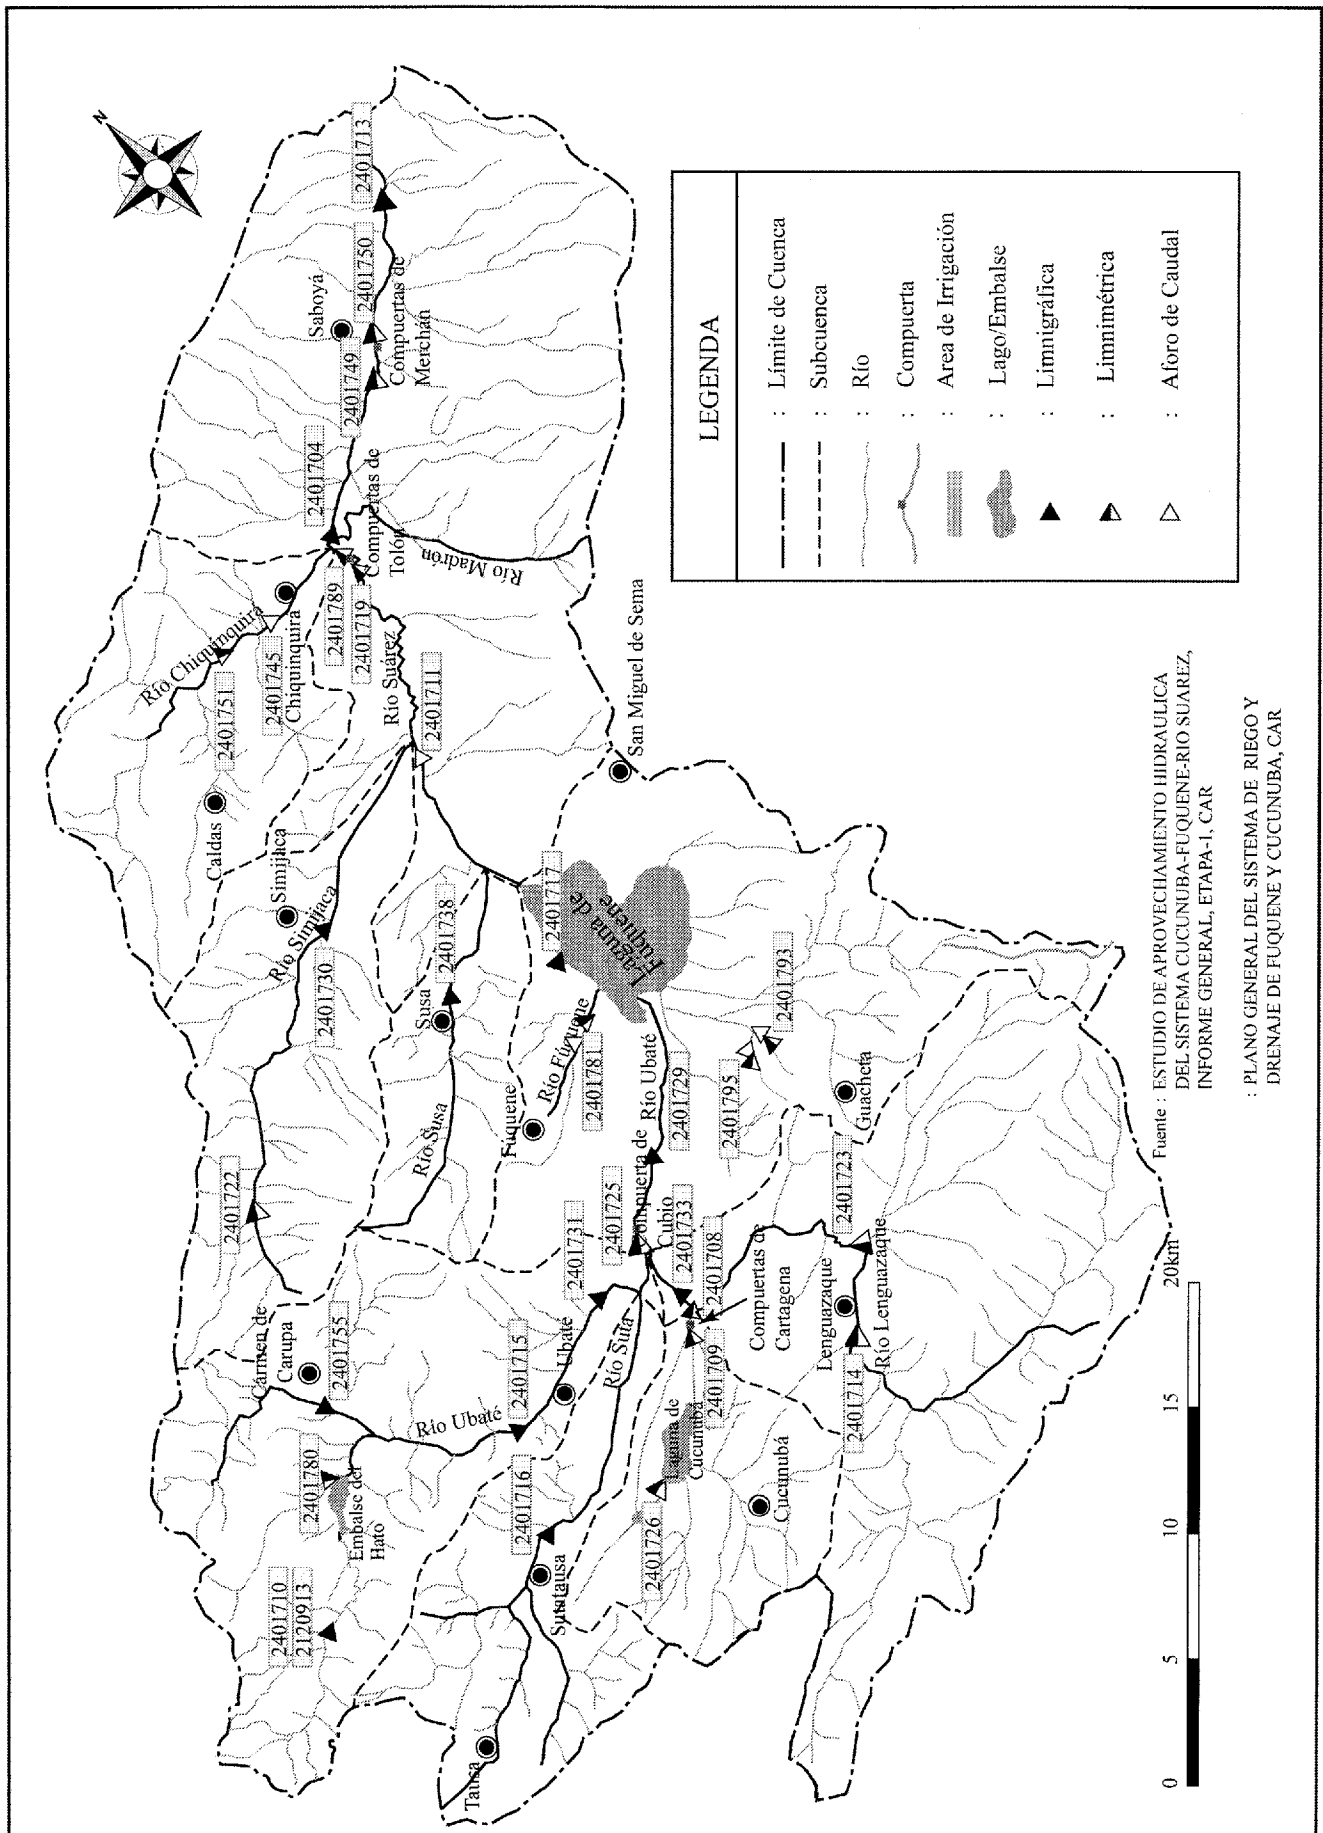 N
2401713
2401750
Compuertas de
Merchán
Saboyá
2401749
2401704
Compuertas de
Tolón
Río Madrón
2401789
2401719
Río Chiquinquirá
Chiquinquira
2401745
2401751
Río Suárez
2401711
San Miguel de Sema
Caldas
Simijaca
Río Simijaca
2401730
2401738
Susa
Río Susa
2401717
Laguna de
Fuquene
Río Fuquene
2401781
Fuquene
Río Ubaté
2401729
2401793
2401795
Guacheta
2401722
2401731
2401725
Compuerta de
Cubio
2401733
2401708
Compuertas de
Cartagena
2401723
Lenguazaque
Río Lenguazaque
2401714
2401709
Carmen de
Carupa
2401755
2401715
Ubaté
Río Suta
Río Ubaté
2401780
Embalse del
Hato
2401716
Laguna de
Cucunubá
2401726
Cucunubá
2401710
2120913
Sutatausa
Tausa
LEGENDA
: Límite de Cuenca
: Subcuenca
: Río
: Compuerta
: Area de Irrigación
: Lago/Embalse
: Limnigráfica
: Limnimétrica
: Aforo de Caudal
Fuente : ESTUDIO DE APROVECHAMIENTO HIDRAULICA
DEL SISTEMA CUCUNUBA-FUQUENE-RIO SUAREZ,
INFORME GENERAL, ETAPA-1, CAR
: PLANO GENERAL DEL SISTEMA DE RIEGO Y
DRENAJE DE FUQUENE Y CUCUNUBA, CAR
0 5 10 15 20km